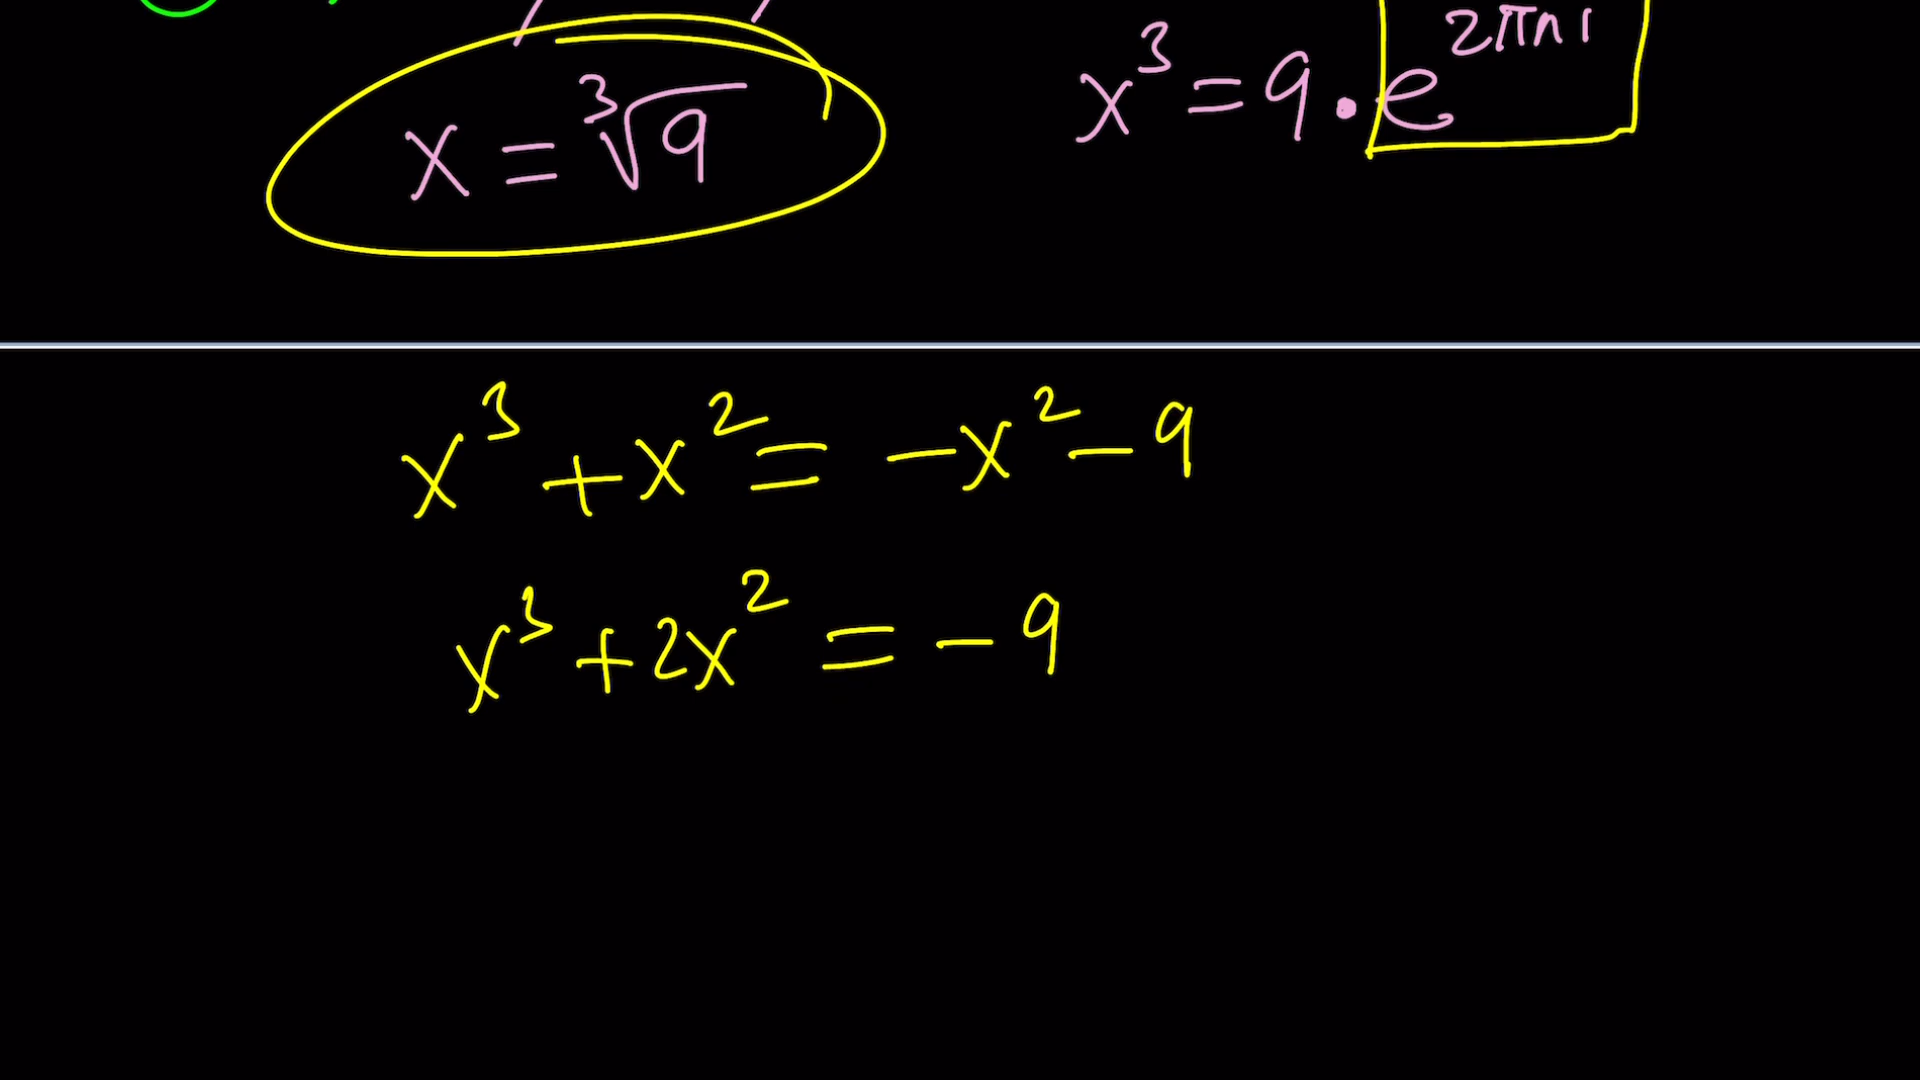 x = ∛9
x³ = 9 · e^(2πni)
x³ + x² = -x² - 9
x³ + 2x² = -9